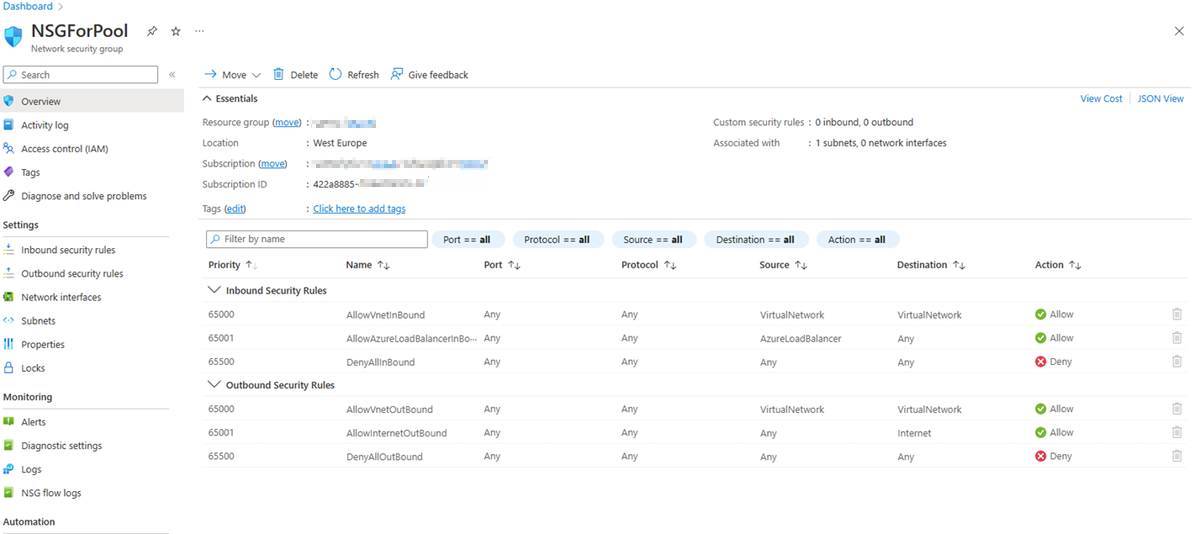 Dashboard >
NSGForPool ...
Network security group
Search «
Overview
Activity log
Access control (IAM)
Tags
Diagnose and solve problems
Settings
Inbound security rules
Outbound security rules
Network interfaces
Subnets
Properties
Locks
Monitoring
Alerts
Diagnostic settings
Logs
NSG flow logs
Automation
Move Delete Refresh Give feedback
Essentials View Cost JSON View
Resource group (move) :
Location : West Europe
Subscription (move) :
Subscription ID : 422a8885-
Tags (edit) : Click here to add tags
Custom security rules : 0 inbound, 0 outbound
Associated with : 1 subnets, 0 network interfaces
Filter by name Port == all Protocol == all Source == all Destination == all Action == all
Priority ↑↓ Name ↑↓ Port ↑↓ Protocol ↑↓ Source ↑↓ Destination ↑↓ Action ↑↓
Inbound Security Rules
65000 AllowVnetInBound Any Any VirtualNetwork VirtualNetwork Allow
65001 AllowAzureLoadBalancerInBo... Any Any AzureLoadBalancer Any Allow
65500 DenyAllInBound Any Any Any Any Deny
Outbound Security Rules
65000 AllowVnetOutBound Any Any VirtualNetwork VirtualNetwork Allow
65001 AllowInternetOutBound Any Any Any Internet Allow
65500 DenyAllOutBound Any Any Any Any Deny